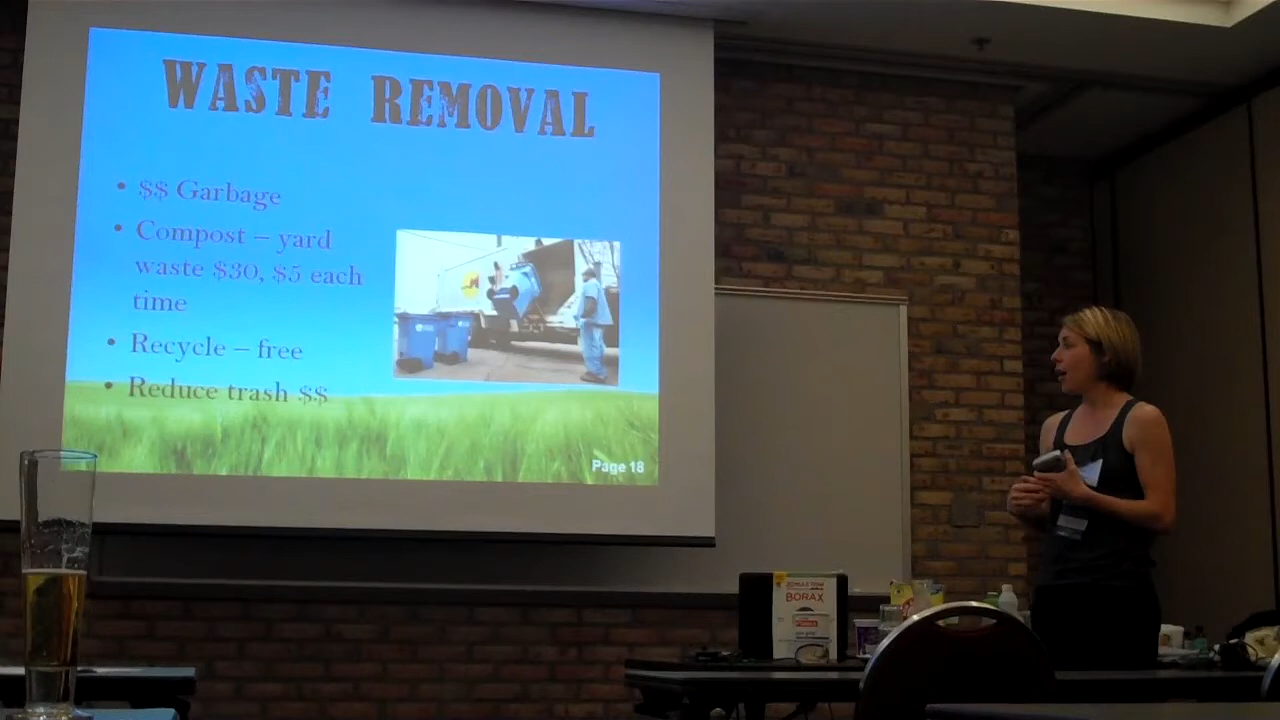 WASTE REMOVAL
• $$ Garbage
• Compost – yard
waste $30, $5 each
time
• Recycle – free
• Reduce trash $$
Page 18
BORAX